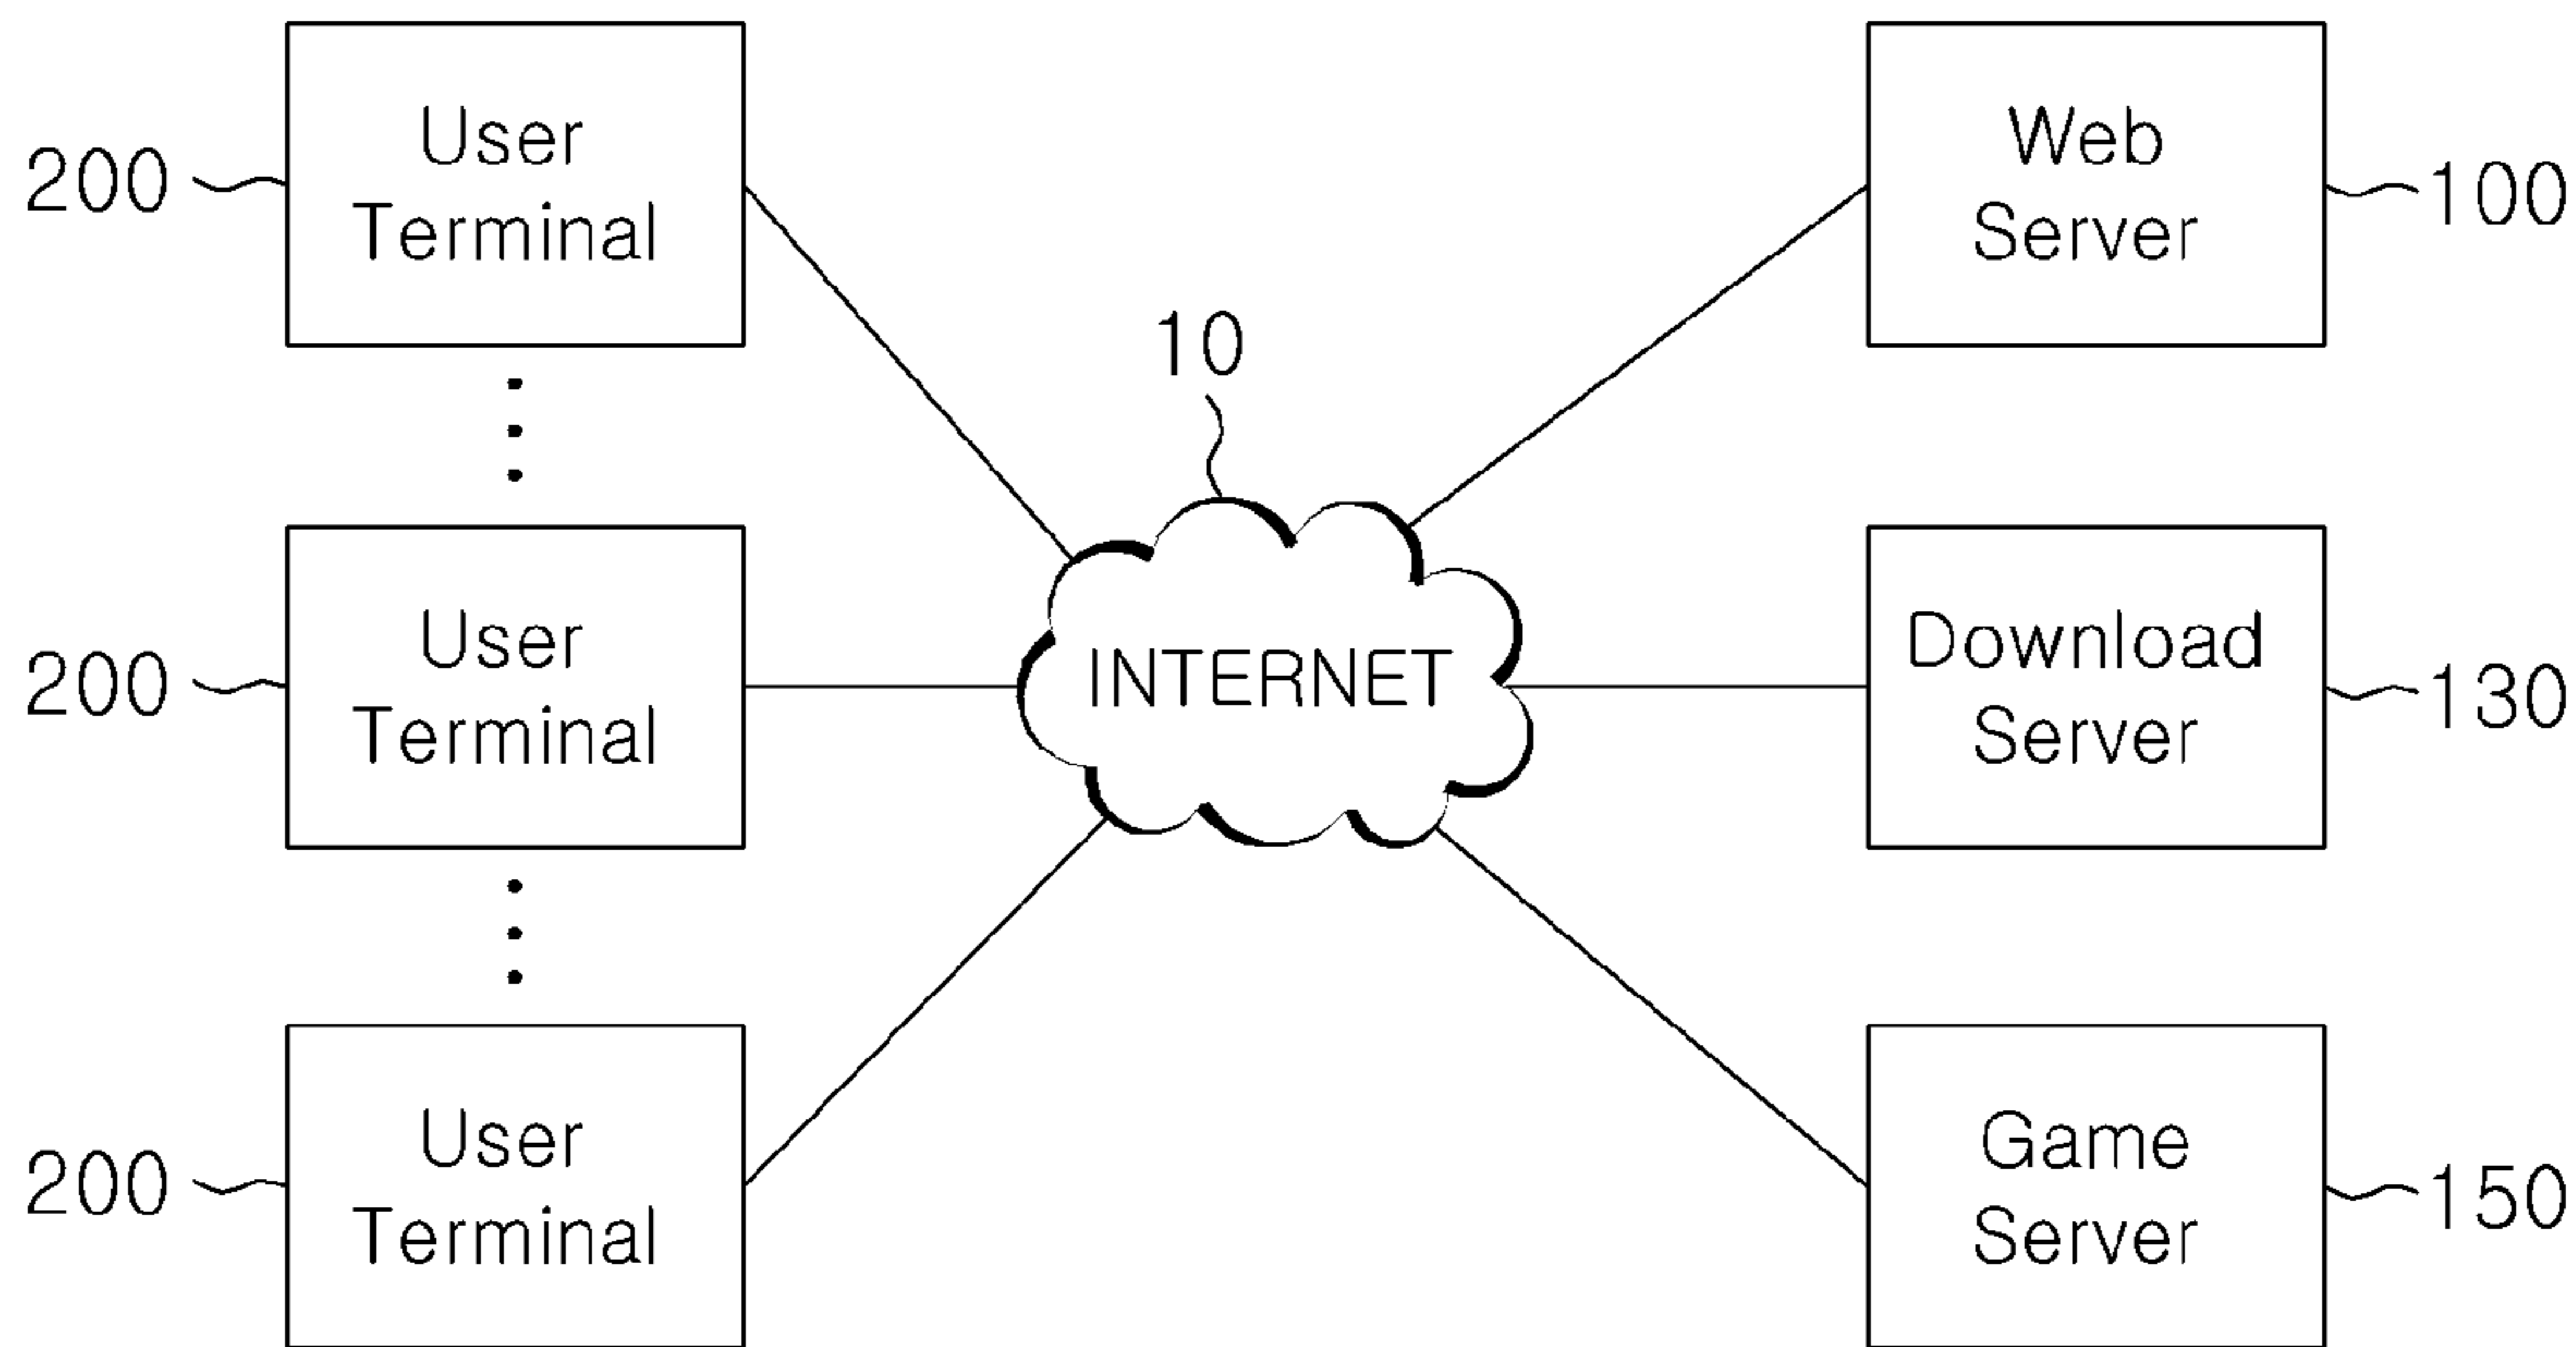 User
Terminal
200
Web
Server
100
10
User
Terminal
200
INTERNET
Download
Server
130
User
Terminal
200
Game
Server
150